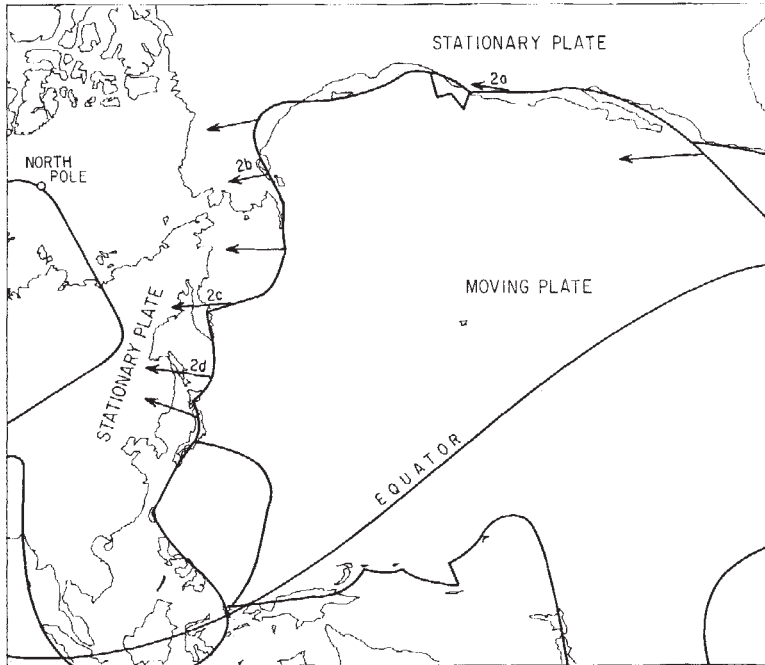 STATIONARY PLATE
2a
NORTH
POLE
2b
MOVING PLATE
2c
STATIONARY PLATE
2d
EQUATOR